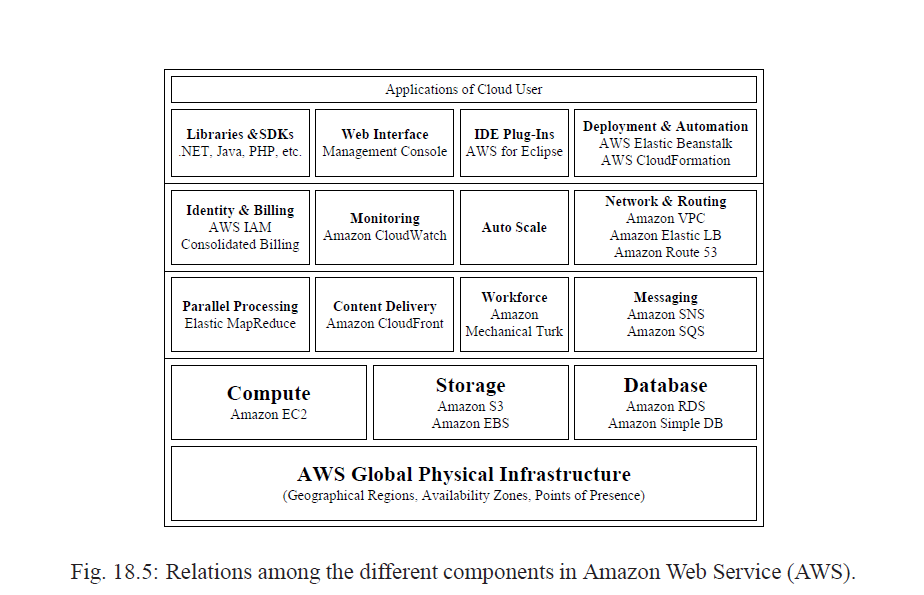 Applications of Cloud User
Libraries &SDKs
.NET, Java, PHP, etc.
Web Interface
Management Console
IDE Plug-Ins
AWS for Eclipse
Deployment & Automation
AWS Elastic Beanstalk
AWS CloudFormation
Identity & Billing
AWS IAM
Consolidated Billing
Monitoring
Amazon CloudWatch
Auto Scale
Network & Routing
Amazon VPC
Amazon Elastic LB
Amazon Route 53
Parallel Processing
Elastic MapReduce
Content Delivery
Amazon CloudFront
Workforce
Amazon
Mechanical Turk
Messaging
Amazon SNS
Amazon SQS
Compute
Amazon EC2
Storage
Amazon S3
Amazon EBS
Database
Amazon RDS
Amazon Simple DB
AWS Global Physical Infrastructure
(Geographical Regions, Availability Zones, Points of Presence)
Fig. 18.5: Relations among the different components in Amazon Web Service (AWS).